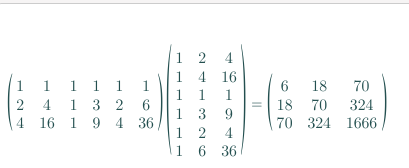 1 1 1 1 1 1
2 4 1 3 2 6
4 16 1 9 4 36
1 2 4
1 4 16
1 1 1
1 3 9
1 2 4
1 6 36
=
6 18 70
18 70 324
70 324 1666